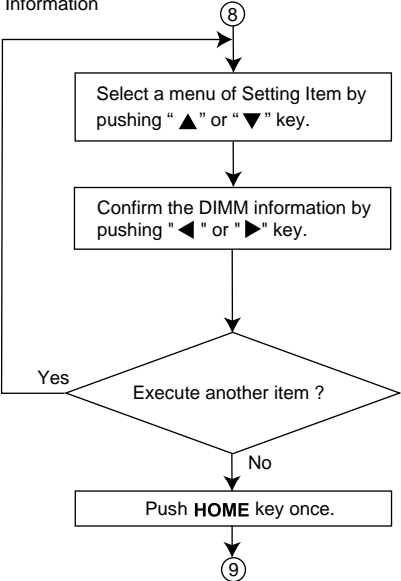 Information
8
Select a menu of Setting Item by
pushing “ ▲ ” or “ ▼ ” key.
Confirm the DIMM information by
pushing " ◀ " or " ▶ " key.
Yes
Execute another item ?
No
Push HOME key once.
9